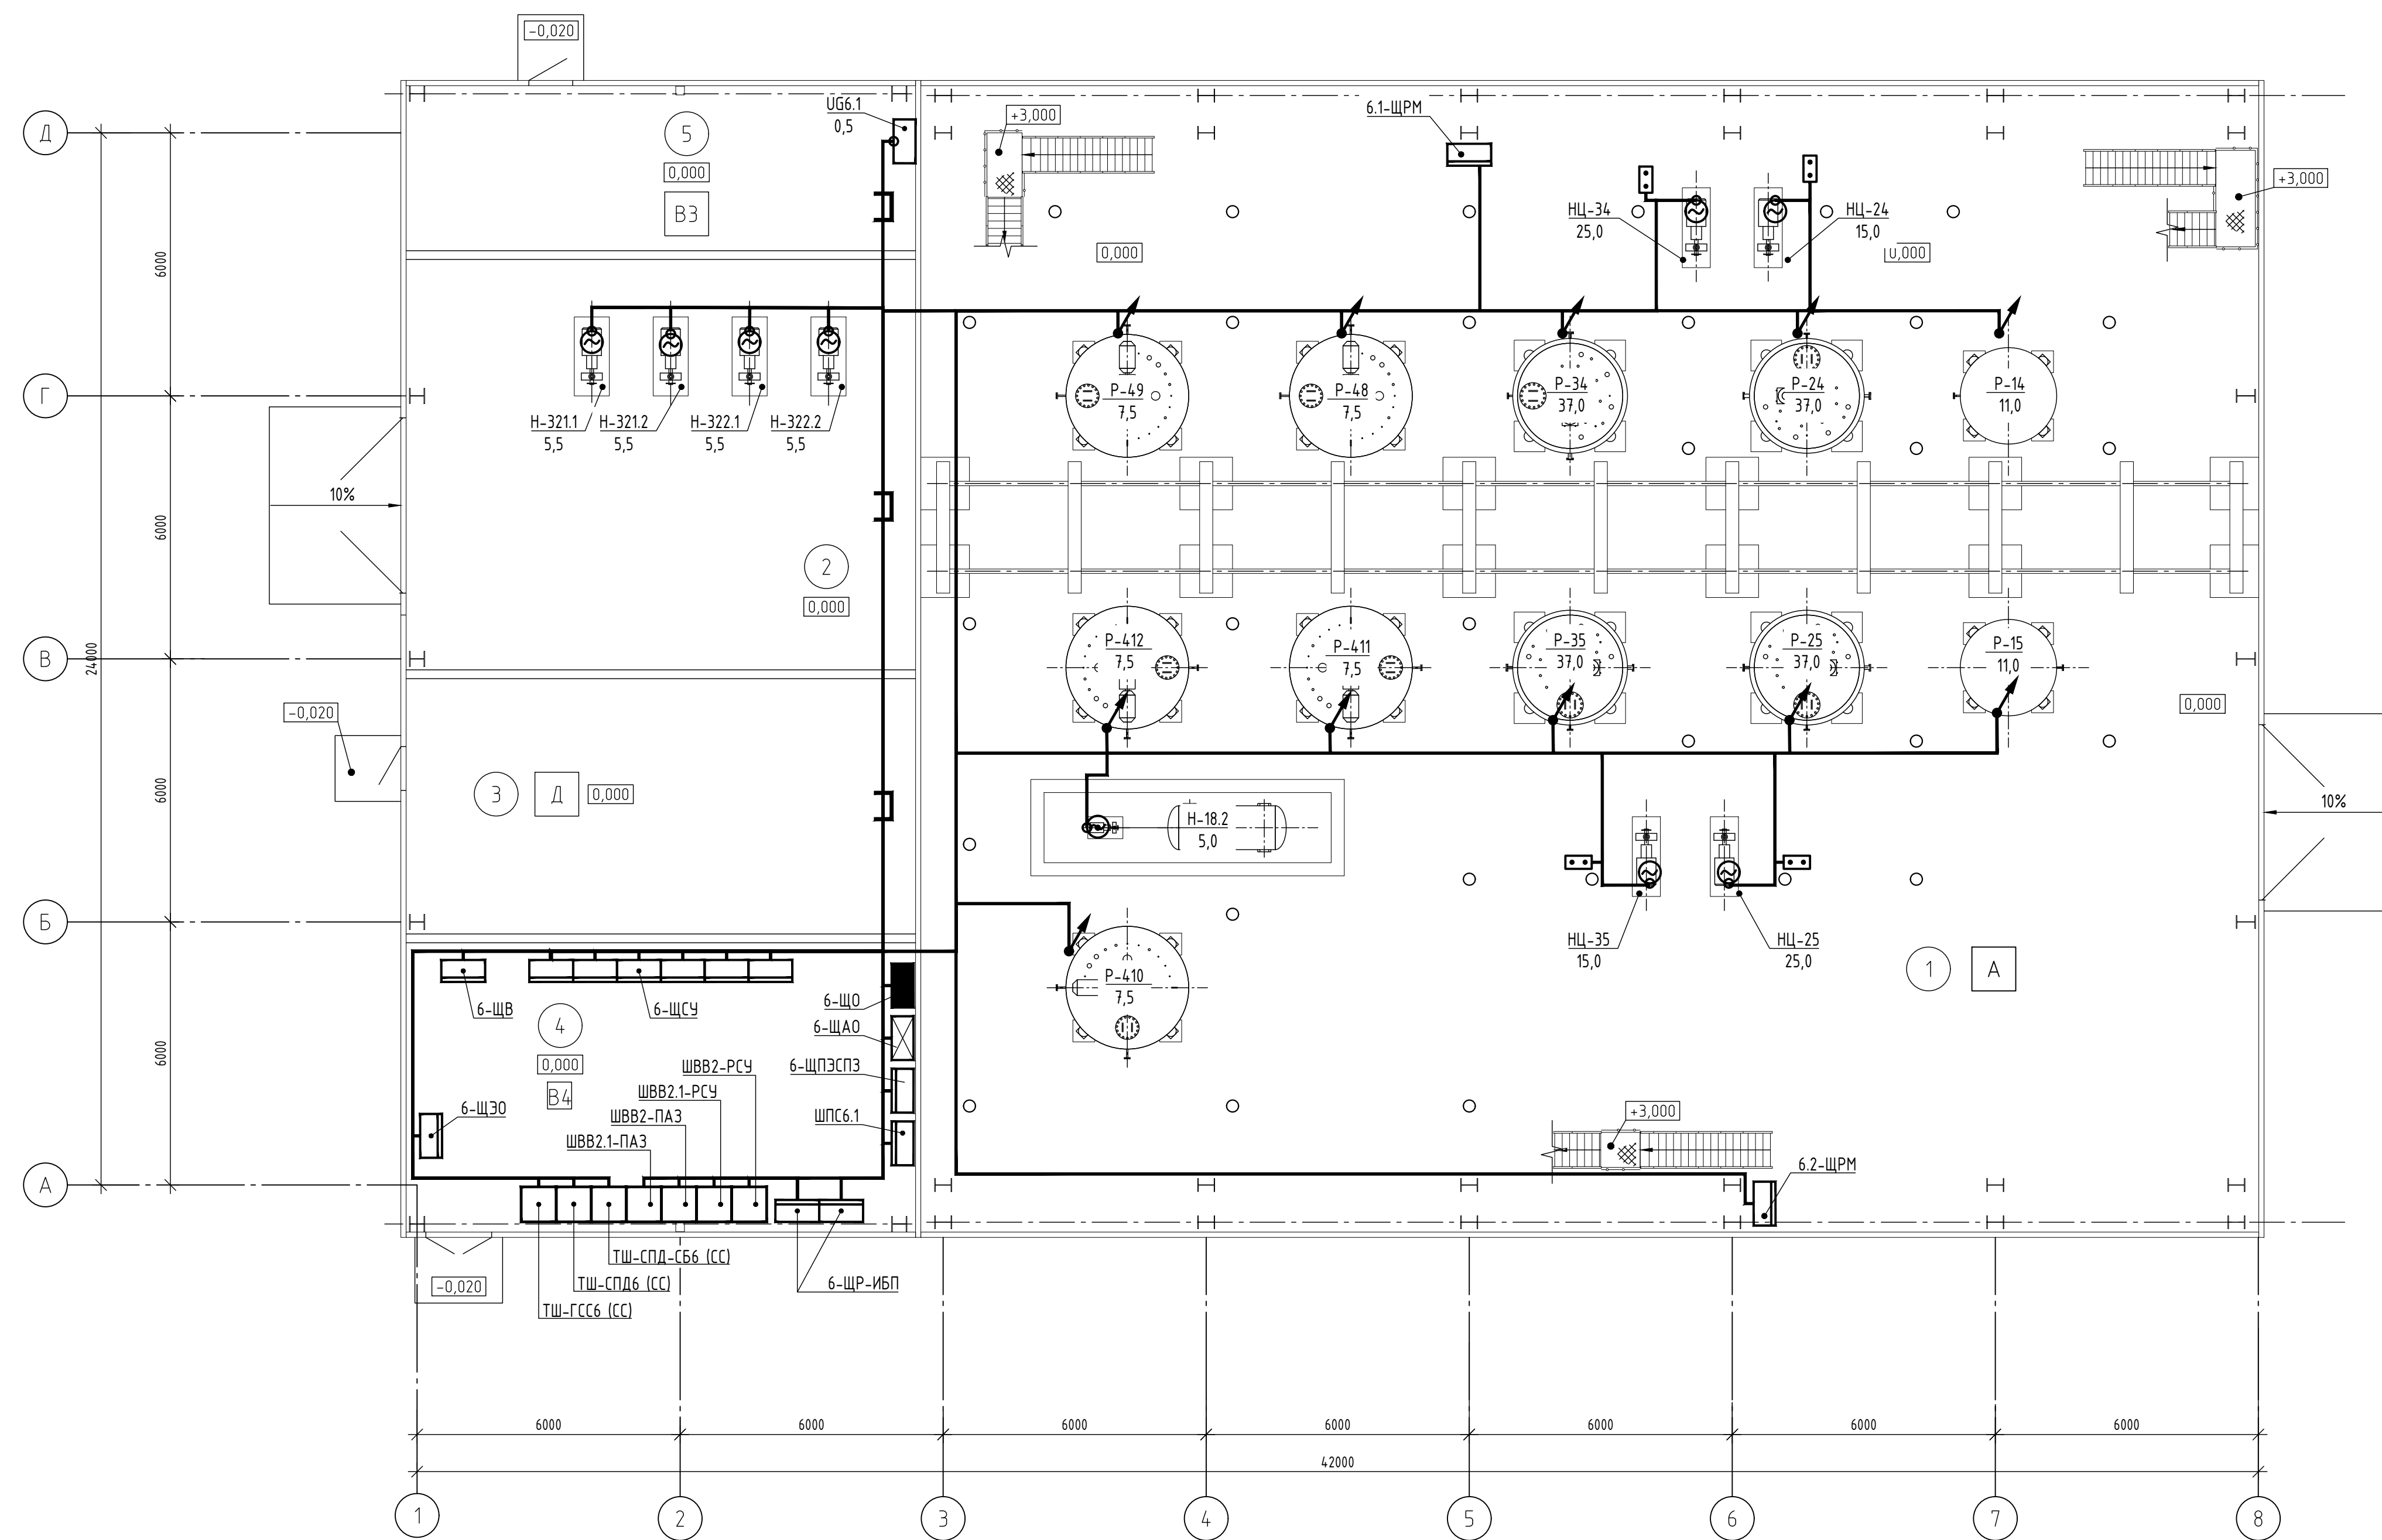 -0,020
UG6.1
0,5
+3,000
6.1-ЩРМ
Д
5
0,000
В3
+3,000
НЦ-34
25,0
НЦ-24
15,0
0,000
0,000
6000
Г
Р-49
7,5
Р-48
7,5
Р-34
37,0
Р-24
37,0
Р-14
11,0
Н-321.1
5,5
Н-321.2
5,5
Н-322.1
5,5
Н-322.2
5,5
10%
6000
2
0,000
24000
В
Р-412
7,5
Р-411
7,5
Р-35
37,0
Р-25
37,0
Р-15
11,0
-0,020
0,000
6000
3
Д
0,000
Н-18.2
5,0
10%
Б
НЦ-35
15,0
НЦ-25
25,0
1
А
Р-410
7,5
6-ЩВ
6-ЩСУ
6-ЩО
4
6-ЩАО
6000
0,000
6-ЩПЭСПЗ
ШВВ2-РСУ
В4
ШВВ2.1-РСУ
6-ЩЭО
ШВВ2-ПАЗ
ШПС6.1
ШВВ2.1-ПАЗ
+3,000
6.2-ЩРМ
А
ТШ-СПД-СБ6 (СС)
-0,020
ТШ-СПД6 (СС)
6-ЩР-ИБП
ТШ-ГСС6 (СС)
6000
6000
6000
6000
6000
6000
6000
42000
1
2
3
4
5
6
7
8